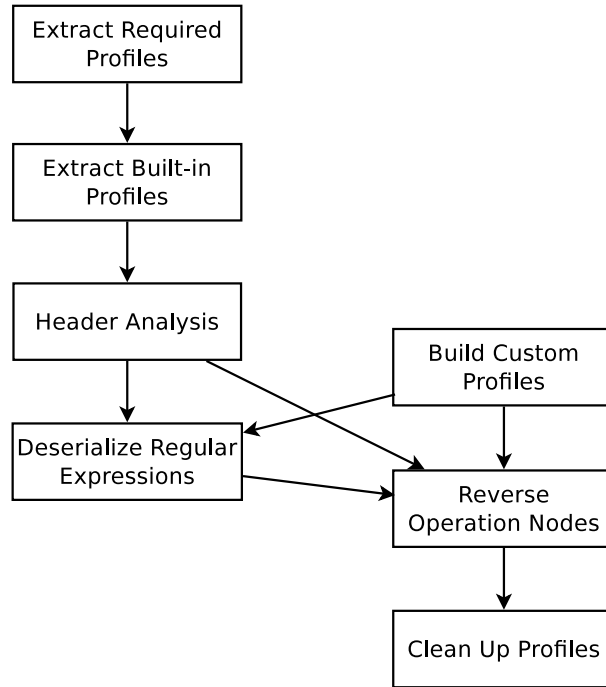 Extract Required
Profiles
Extract Built-in
Profiles
Header Analysis
Build Custom
Profiles
Deserialize Regular
Expressions
Reverse
Operation Nodes
Clean Up Profiles